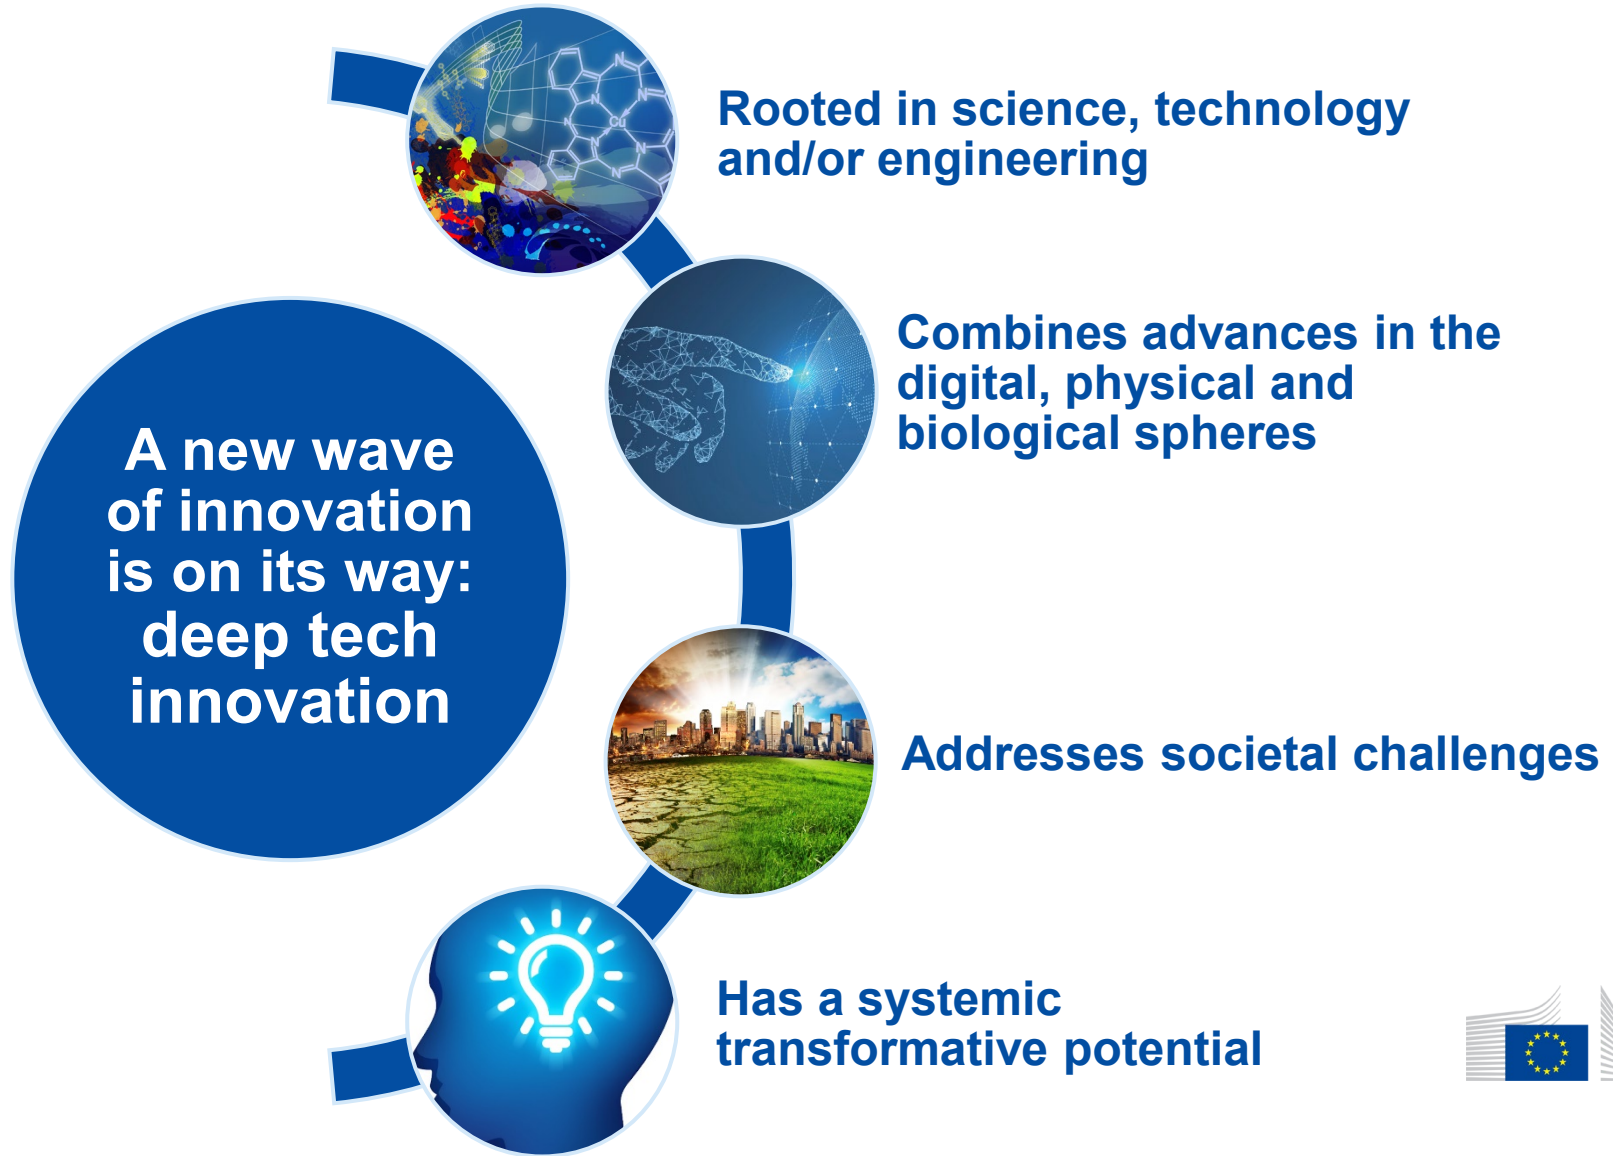 A new wave
of innovation
is on its way:
deep tech
innovation
Rooted in science, technology
and/or engineering
Combines advances in the
digital, physical and
biological spheres
Addresses societal challenges
Has a systemic
transformative potential
N
N
N
N
N
Cu
N
N
N